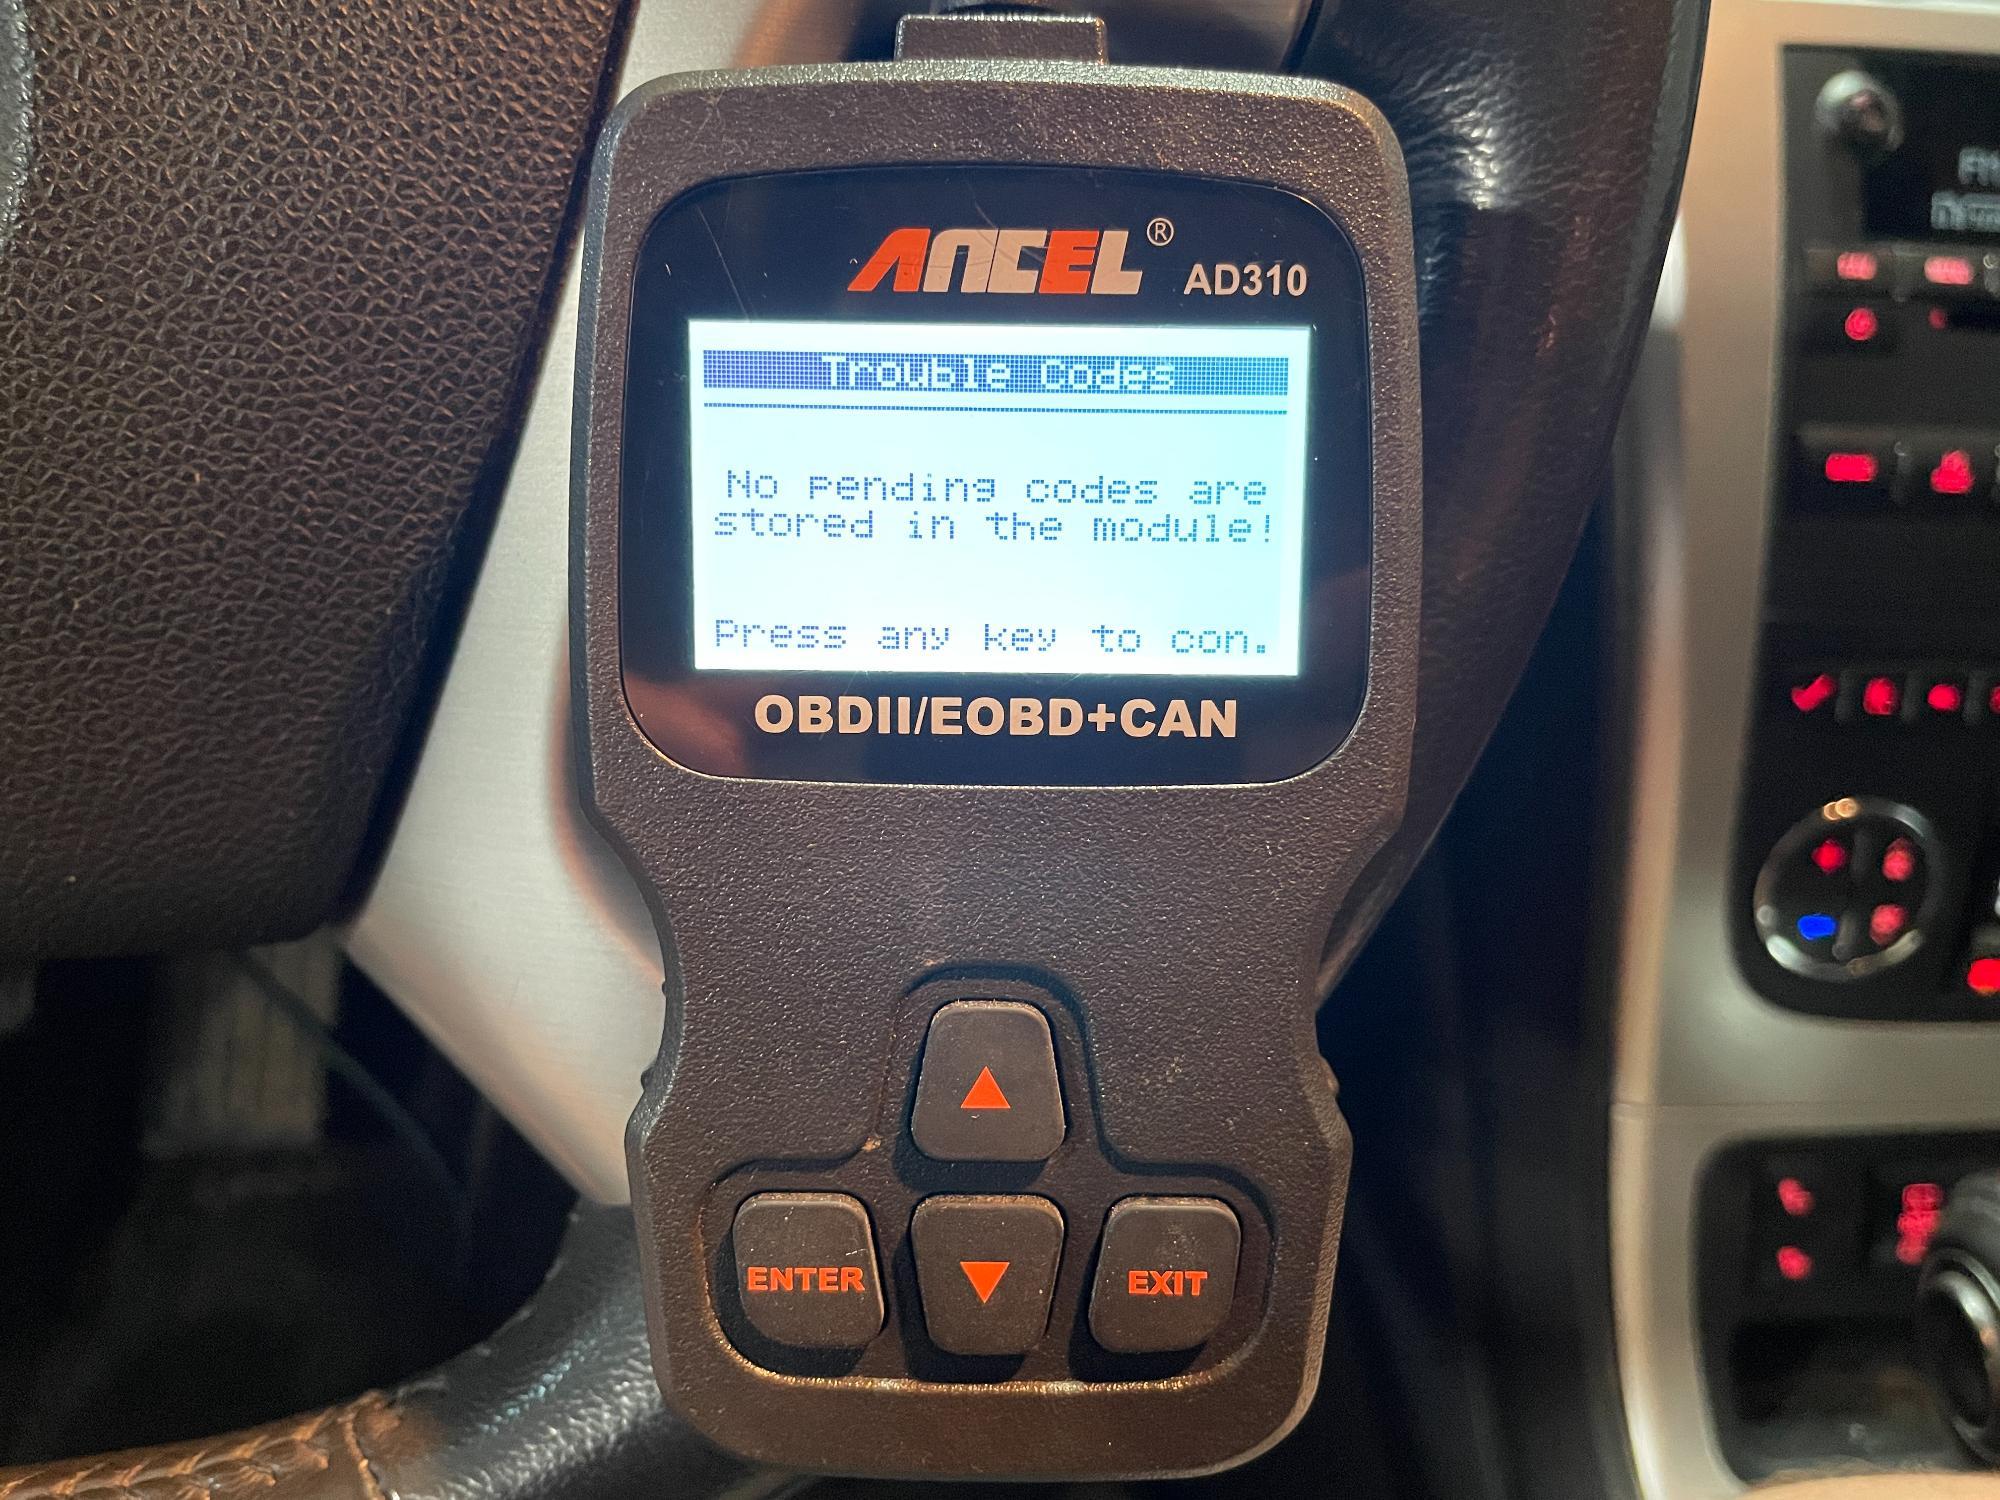 ANCEL® AD310
Trouble Codes
No pending codes are
stored in the module!
Press any key to con.
OBDII/EOBD+CAN
ENTER
EXIT